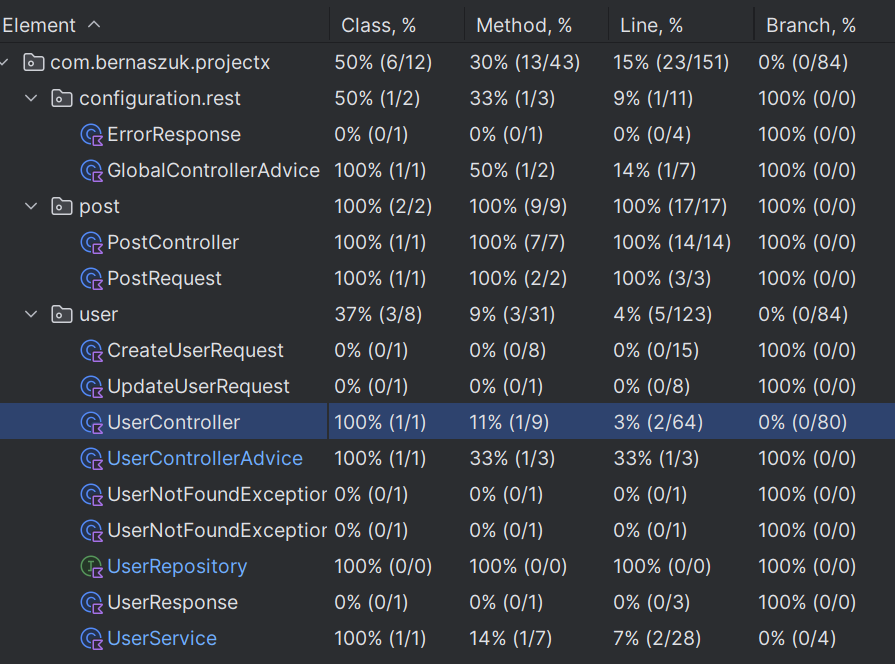 Element Class, % Method, % Line, % Branch, %
com.bernaszuk.projectx 50% (6/12) 30% (13/43) 15% (23/151) 0% (0/84)
configuration.rest 50% (1/2) 33% (1/3) 9% (1/11) 100% (0/0)
ErrorResponse 0% (0/1) 0% (0/1) 0% (0/4) 100% (0/0)
GlobalControllerAdvice 100% (1/1) 50% (1/2) 14% (1/7) 100% (0/0)
post 100% (2/2) 100% (9/9) 100% (17/17) 100% (0/0)
PostController 100% (1/1) 100% (7/7) 100% (14/14) 100% (0/0)
PostRequest 100% (1/1) 100% (2/2) 100% (3/3) 100% (0/0)
user 37% (3/8) 9% (3/31) 4% (5/123) 0% (0/84)
CreateUserRequest 0% (0/1) 0% (0/8) 0% (0/15) 100% (0/0)
UpdateUserRequest 0% (0/1) 0% (0/1) 0% (0/8) 100% (0/0)
UserController 100% (1/1) 11% (1/9) 3% (2/64) 0% (0/80)
UserControllerAdvice 100% (1/1) 33% (1/3) 33% (1/3) 100% (0/0)
UserNotFoundException 0% (0/1) 0% (0/1) 0% (0/1) 100% (0/0)
UserNotFoundException 0% (0/1) 0% (0/1) 0% (0/1) 100% (0/0)
UserRepository 100% (0/0) 100% (0/0) 100% (0/0) 100% (0/0)
UserResponse 0% (0/1) 0% (0/1) 0% (0/3) 100% (0/0)
UserService 100% (1/1) 14% (1/7) 7% (2/28) 0% (0/4)